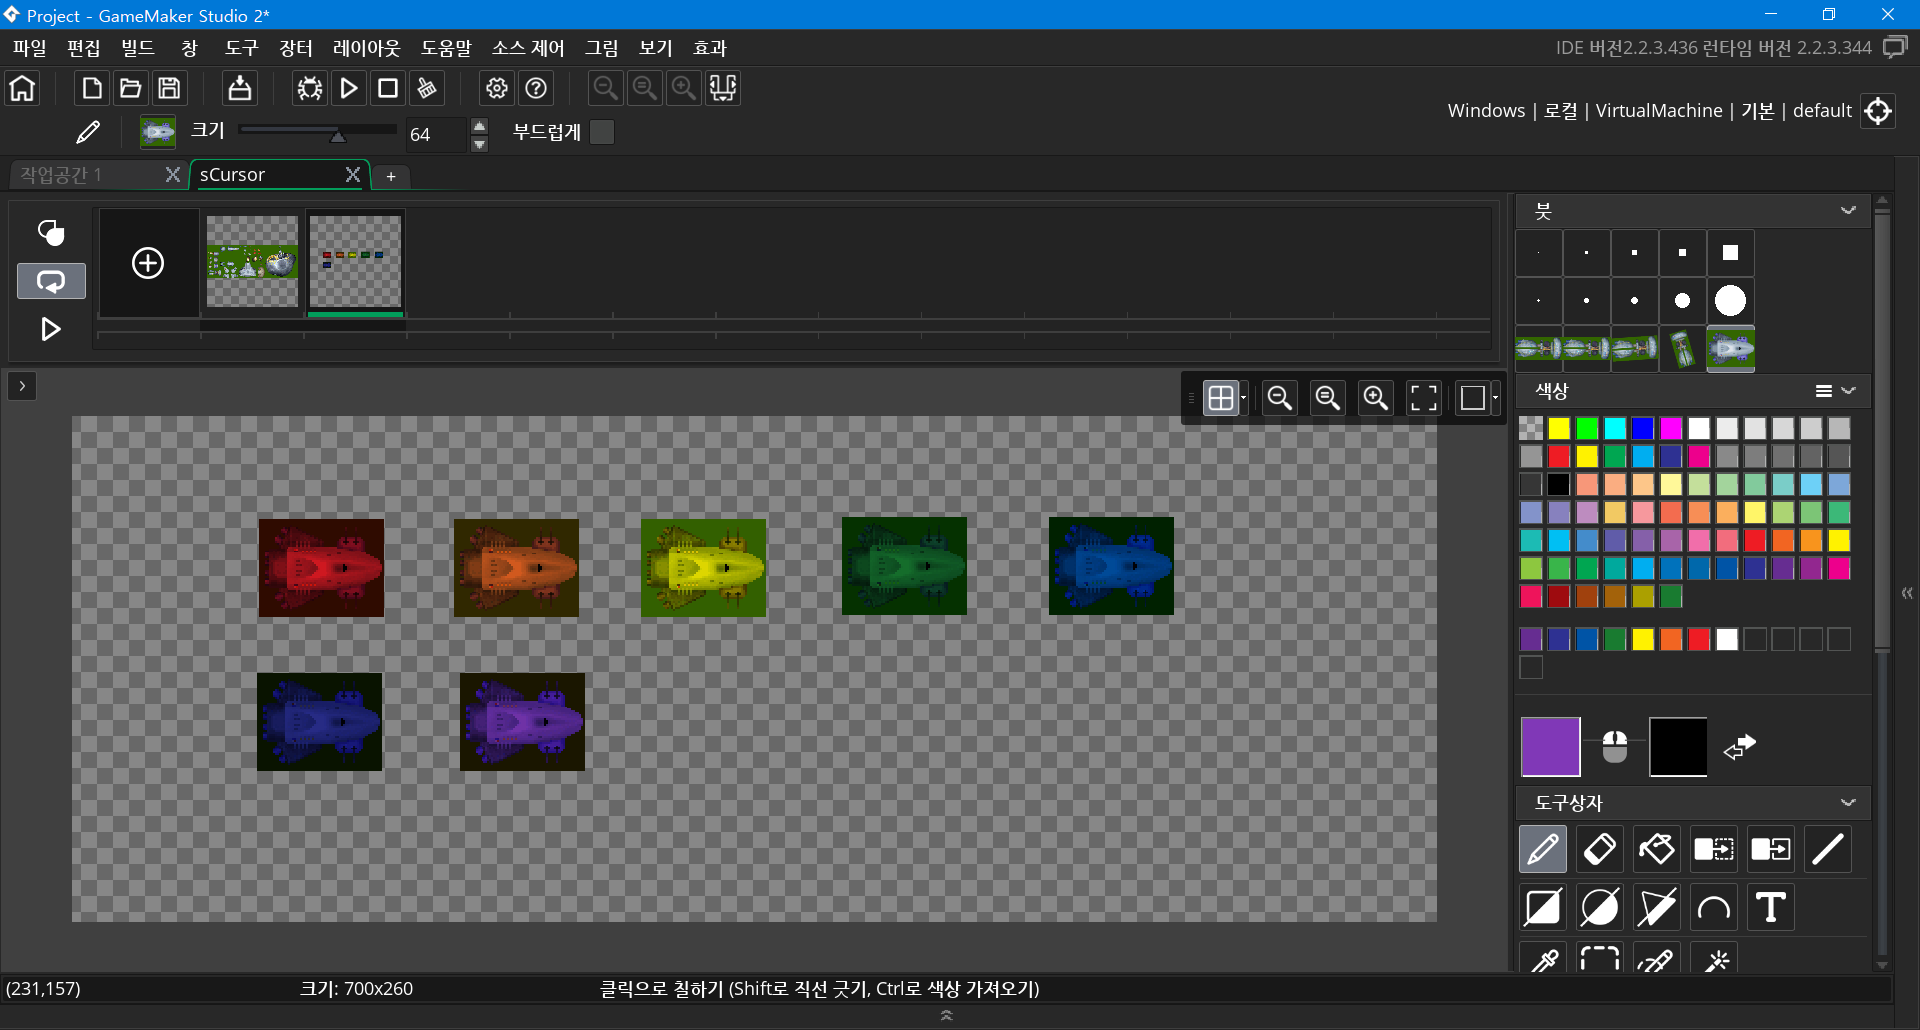 Project - GameMaker Studio 2*
파일 편집 빌드 창 도구 장터 레이아웃 도움말 소스 제어 그림 보기 효과
IDE 버전2.2.3.436 런타임 버전 2.2.3.344
Windows | 로컬 | VirtualMachine | 기본 | default
크기 64 부드럽게
작업공간 1 sCursor
붓
색상
도구상자
(231,157) 크기: 700x260 클릭으로 칠하기 (Shift로 직선 긋기, Ctrl로 색상 가져오기)